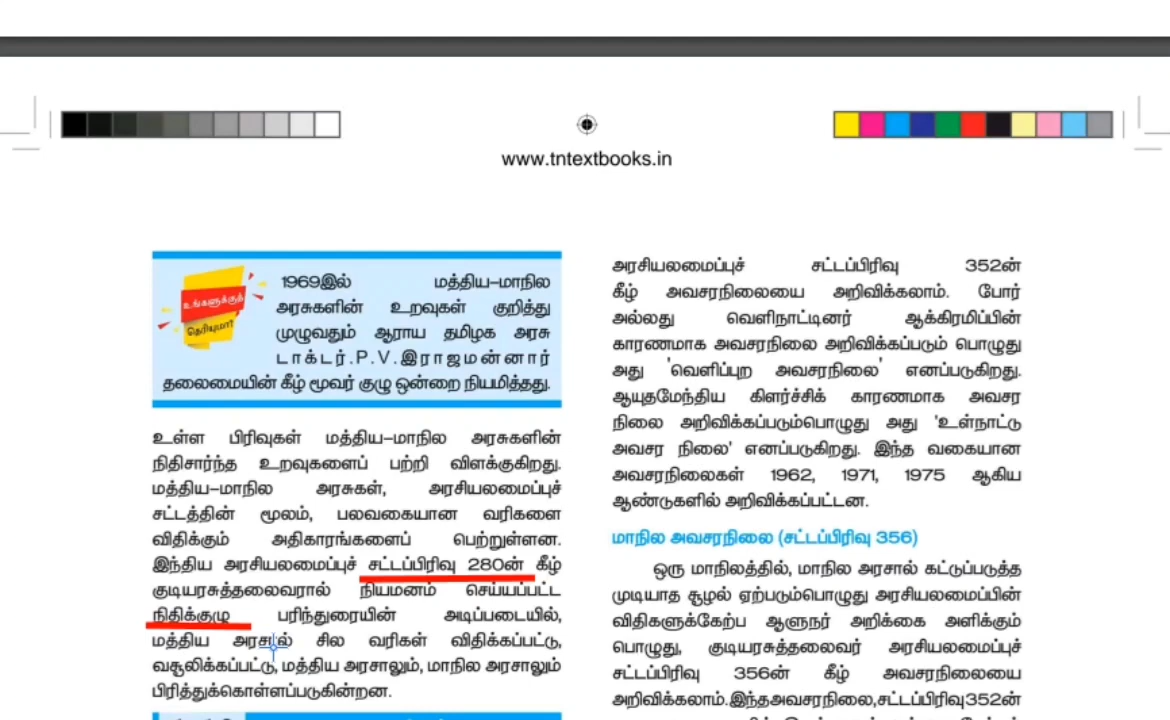 www.tntextbooks.in
உங்களுக்குத்
தெரியுமா?
1969இல் மத்திய-மாநில
அரசுகளின் உறவுகள் குறித்து
முழுவதும் ஆராய தமிழக அரசு
டாக்டர்.P.V.இராஜமன்னார்
தலைமையின் கீழ் மூவர் குழு ஒன்றை நியமித்தது.
உள்ள பிரிவுகள் மத்திய-மாநில அரசுகளின்
நிதிசார்ந்த உறவுகளைப் பற்றி விளக்குகிறது.
மத்திய-மாநில அரசுகள், அரசியலமைப்புச்
சட்டத்தின் மூலம், பலவகையான வரிகளை
விதிக்கும் அதிகாரங்களைப் பெற்றுள்ளன.
இந்திய அரசியலமைப்புச் சட்டப்பிரிவு 280ன் கீழ்
குடியரசுத்தலைவரால் நியமனம் செய்யப்பட்ட
நிதிக்குழு பரிந்துரையின் அடிப்படையில்,
மத்திய அரசால் சில வரிகள் விதிக்கப்பட்டு,
வசூலிக்கப்பட்டு, மத்திய அரசாலும், மாநில அரசாலும்
பிரித்துக்கொள்ளப்படுகின்றன.
அரசியலமைப்புச் சட்டப்பிரிவு 352ன்
கீழ் அவசரநிலையை அறிவிக்கலாம். போர்
அல்லது வெளிநாட்டினர் ஆக்கிரமிப்பின்
காரணமாக அவசரநிலை அறிவிக்கப்படும் பொழுது
அது 'வெளிப்புற அவசரநிலை' எனப்படுகிறது.
ஆயுதமேந்திய கிளர்ச்சிக் காரணமாக அவசர
நிலை அறிவிக்கப்படும்பொழுது அது 'உள்நாட்டு
அவசர நிலை' எனப்படுகிறது. இந்த வகையான
அவசரநிலைகள் 1962, 1971, 1975 ஆகிய
ஆண்டுகளில் அறிவிக்கப்பட்டன.
மாநில அவசரநிலை (சட்டப்பிரிவு 356)
ஒரு மாநிலத்தில், மாநில அரசால் கட்டுப்படுத்த
முடியாத சூழல் ஏற்படும்பொழுது அரசியலமைப்பின்
விதிகளுக்கேற்ப ஆளுநர் அறிக்கை அளிக்கும்
பொழுது, குடியரசுத்தலைவர் அரசியலமைப்புச்
சட்டப்பிரிவு 356ன் கீழ் அவசரநிலையை
அறிவிக்கலாம்.இந்தஅவசரநிலை,சட்டப்பிரிவு352ன்